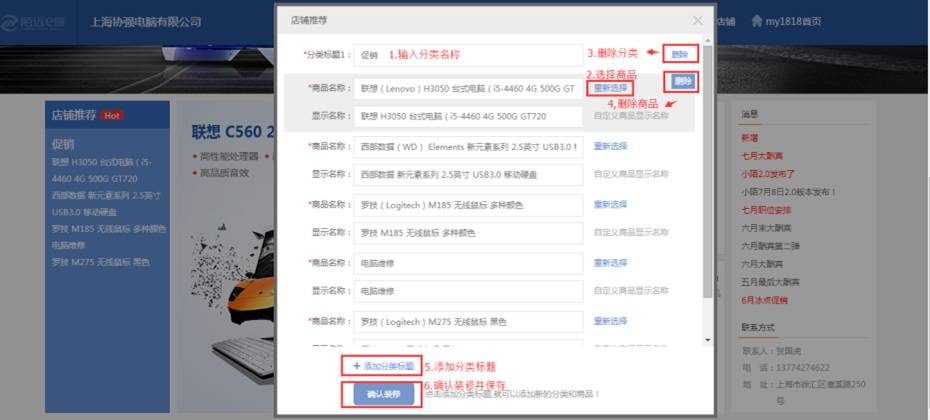 陌远e城
上海协强电脑有限公司
店铺
my1818首页
店铺推荐
×
*分类标题1：
促销
1.输入分类名称
3.删除分类
删除
2.选择商品
*商品名称：
联想（Lenovo）H3050 台式电脑（i5-4460 4G 500G GT
重新选择
删除
4,删除商品
显示名称：
联想 H3050 台式电脑（i5-4460 4G 500G GT720
自定义商品显示名称
*商品名称：
西部数据（WD） Elements 新元素系列 2.5英寸 USB3.0
重新选择
显示名称：
西部数据 新元素系列 2.5英寸 USB3.0 移动硬盘
自定义商品显示名称
*商品名称：
罗技（Logitech）M185 无线鼠标 多种颜色
重新选择
显示名称：
罗技 M185 无线鼠标 多种颜色
自定义商品显示名称
*商品名称：
电脑维修
重新选择
显示名称：
电脑维修
自定义商品显示名称
*商品名称：
罗技（Logitech）M275 无线鼠标 黑色
重新选择
+ 添加分类标题
5.添加分类标题
6.确认装修并保存
确认装修
点击添加分类标题,就可以添加新的分类和商品！
店铺推荐 Hot
促销
联想 H3050 台式电脑（i5-
4460 4G 500G GT720
西部数据 新元素系列 2.5英寸
USB3.0 移动硬盘
罗技 M185 无线鼠标 多种颜色
电脑维修
罗技 M275 无线鼠标 黑色
联想 C560 2
高性能处理器
高品质音效
消息
新增
七月大酬宾
小陌2.0发布了
小陌7月8日2.0版本发布！
七月职位安排
六月末大酬宾
六月酬宾第二弹
六月大酬宾
五月最后大酬宾
6月冰点促销
联系方式
联系人：贺国虎
电 话：13774274622
地 址：上海市徐汇区漕溪路250
号